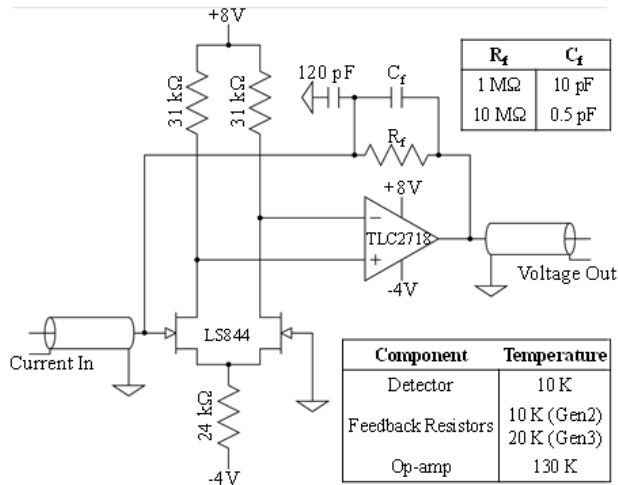 +8V
31 kΩ
31 kΩ
120 pF
Cf
Rf
Rf Cf
1 MΩ 10 pF
10 MΩ 0.5 pF
+8V
−
TLC2718
+
-4V
Voltage Out
LS844
Current In
24 kΩ
-4V
Component Temperature
Detector 10 K
Feedback Resistors 10 K (Gen2)
20 K (Gen3)
Op-amp 130 K